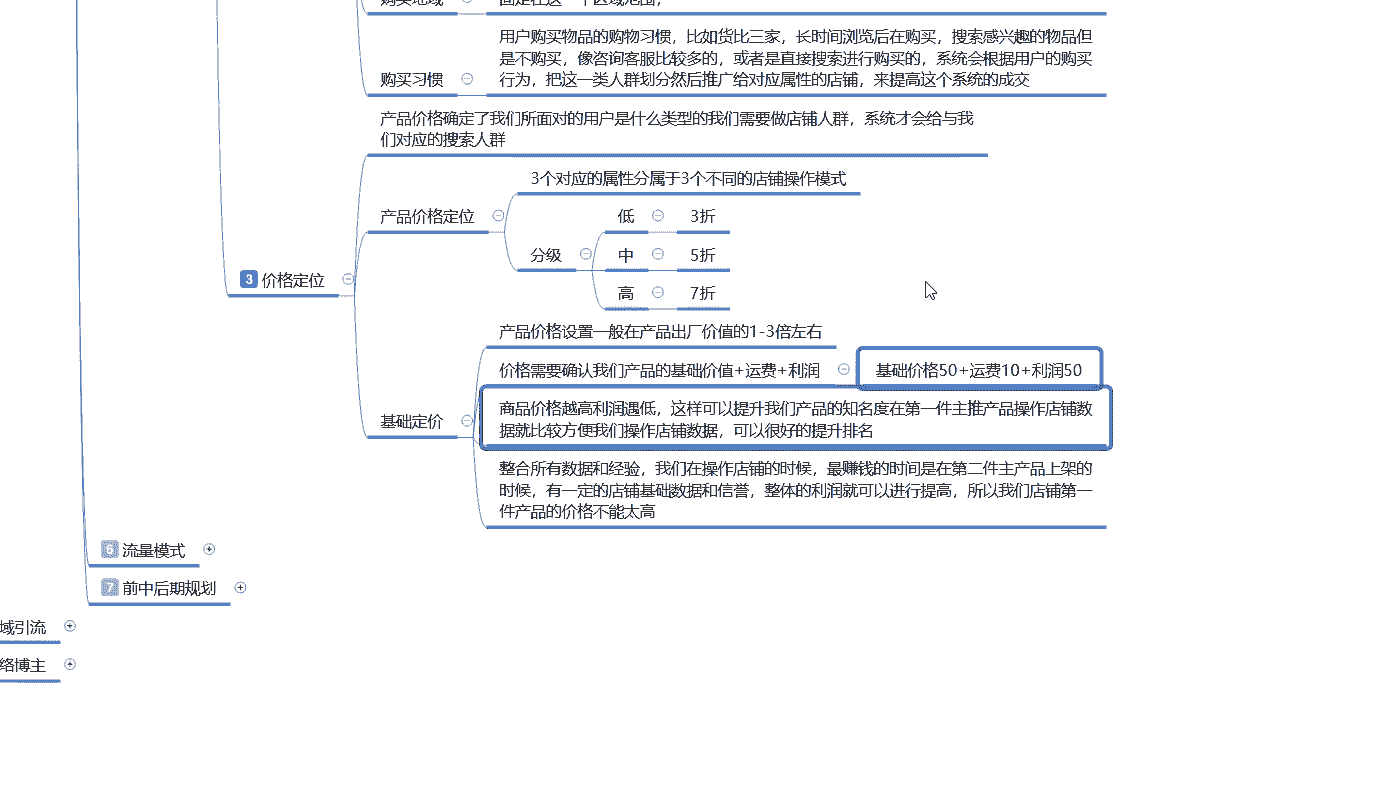 用户购买物品的购物习惯，比如货比三家，长时间浏览后在购买，搜索感兴趣的物品但
是不购买，像咨询客服比较多的，或者是直接搜索进行购买的，系统会根据用户的购买
行为，把这一类人群划分然后推广给对应属性的店铺，来提高这个系统的成交
购买习惯
产品价格确定了我们所面对的用户是什么类型的我们需要做店铺人群，系统才会给与我
们对应的搜索人群
3个对应的属性分属于3个不同的店铺操作模式
产品价格定位
低
3折
分级
中
5折
高
7折
3 价格定位
产品价格设置一般在产品出厂价值的1-3倍左右
价格需要确认我们产品的基础价值+运费+利润
基础价格50+运费10+利润50
商品价格越高利润遇低，这样可以提升我们产品的知名度在第一件主推产品操作店铺数
据就比较方便我们操作店铺数据，可以很好的提升排名
基础定价
整合所有数据和经验，我们在操作店铺的时候，最赚钱的时间是在第二件主产品上架的
时候，有一定的店铺基础数据和信誉，整体的利润就可以进行提高，所以我们店铺第一
件产品的价格不能太高
6 流量模式
7 前中后期规划
域引流
络博主